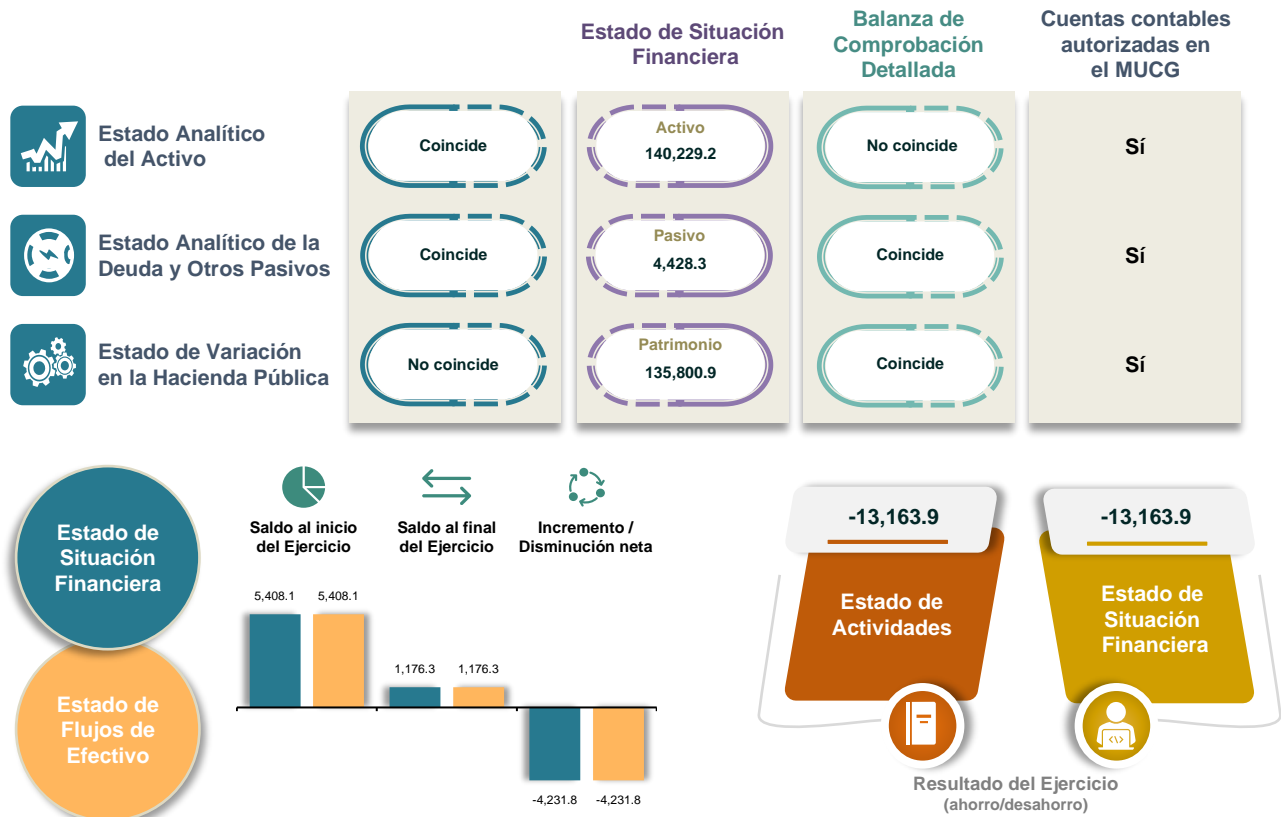 Estado de Situación
Financiera
Balanza de
Comprobación
Detallada
Cuentas contables
autorizadas en
el MUCG
Estado Analítico
del Activo
Coincide
Activo
140,229.2
No coincide
Sí
Estado Analítico de la
Deuda y Otros Pasivos
Coincide
Pasivo
4,428.3
Coincide
Sí
Estado de Variación
en la Hacienda Pública
No coincide
Patrimonio
135,800.9
Coincide
Sí
Estado de
Situación
Financiera
Estado de
Flujos de
Efectivo
Saldo al inicio
del Ejercicio
Saldo al final
del Ejercicio
Incremento /
Disminución neta
5,408.1
5,408.1
1,176.3
1,176.3
-4,231.8
-4,231.8
-13,163.9
Estado de
Actividades
-13,163.9
Estado de
Situación
Financiera
Resultado del Ejercicio
(ahorro/desahorro)